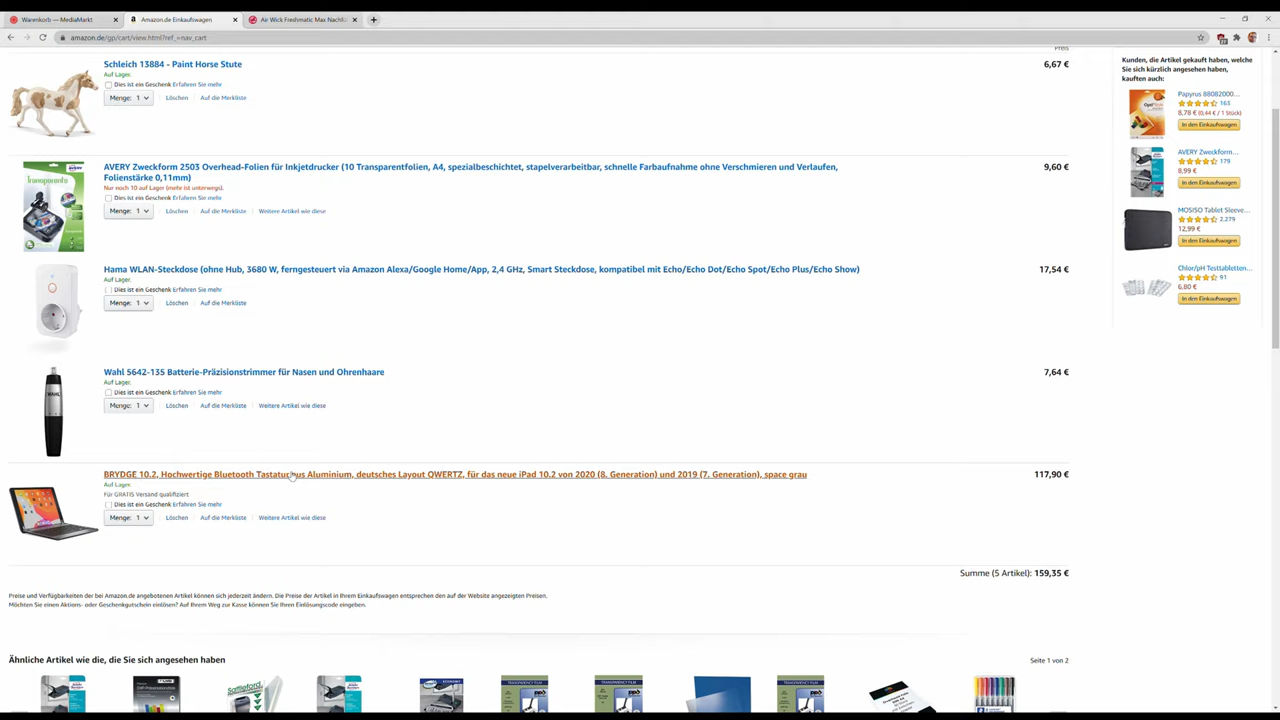 Warenkorb — MediaMarkt
Amazon.de Einkaufswagen
Air Wick Freshmatic Max Nachfü
amazon.de/gp/cart/view.html?ref_=nav_cart
Preis
Schleich 13884 - Paint Horse Stute
6,67 €
Auf Lager.
Dies ist ein Geschenk Erfahren Sie mehr
Menge: 1
Löschen
Auf die Merkliste
AVERY Zweckform 2503 Overhead-Folien für Inkjetdrucker (10 Transparentfolien, A4, spezialbeschichtet, stapelverarbeitbar, schnelle Farbaufnahme ohne Verschmieren und Verlaufen,
Folienstärke 0,11mm)
9,60 €
Nur noch 10 auf Lager (mehr ist unterwegs).
Dies ist ein Geschenk Erfahren Sie mehr
Menge: 1
Löschen
Auf die Merkliste
Weitere Artikel wie diese
Hama WLAN-Steckdose (ohne Hub, 3680 W, ferngesteuert via Amazon Alexa/Google Home/App, 2,4 GHz, Smart Steckdose, kompatibel mit Echo/Echo Dot/Echo Spot/Echo Plus/Echo Show)
17,54 €
Auf Lager.
Dies ist ein Geschenk Erfahren Sie mehr
Menge: 1
Löschen
Auf die Merkliste
Wahl 5642-135 Batterie-Präzisionstrimmer für Nasen und Ohrenhaare
7,64 €
Auf Lager.
Dies ist ein Geschenk Erfahren Sie mehr
Menge: 1
Löschen
Auf die Merkliste
Weitere Artikel wie diese
WAHL
BRYDGE 10.2, Hochwertige Bluetooth Tastatur aus Aluminium, deutsches Layout QWERTZ, für das neue iPad 10.2 von 2020 (8. Generation) und 2019 (7. Generation), space grau
117,90 €
Auf Lager.
Für GRATIS Versand qualifiziert
Dies ist ein Geschenk Erfahren Sie mehr
Menge: 1
Löschen
Auf die Merkliste
Weitere Artikel wie diese
Summe (5 Artikel): 159,35 €
Preise und Verfügbarkeiten der bei Amazon.de angebotenen Artikel können sich jederzeit ändern. Die Preise der Artikel in Ihrem Einkaufswagen entsprechen den auf der Website angezeigten Preisen.
Möchten Sie einen Aktions- oder Geschenkgutschein einlösen? Auf Ihrem Weg zur Kasse können Sie Ihren Einlösungscode eingeben.
Ähnliche Artikel wie die, die Sie sich angesehen haben
Seite 1 von 2
Kunden, die Artikel gekauft haben, welche
Sie sich kürzlich angesehen haben,
kauften auch:
Papyrus 88082000...
163
8,78 € (0,44 € / 1 Stück)
In den Einkaufswagen
AVERY Zweckform...
179
8,99 €
In den Einkaufswagen
MOSISO Tablet Sleeve...
2.279
12,99 €
In den Einkaufswagen
Chlor/pH Testtabletten...
91
6,80 €
In den Einkaufswagen